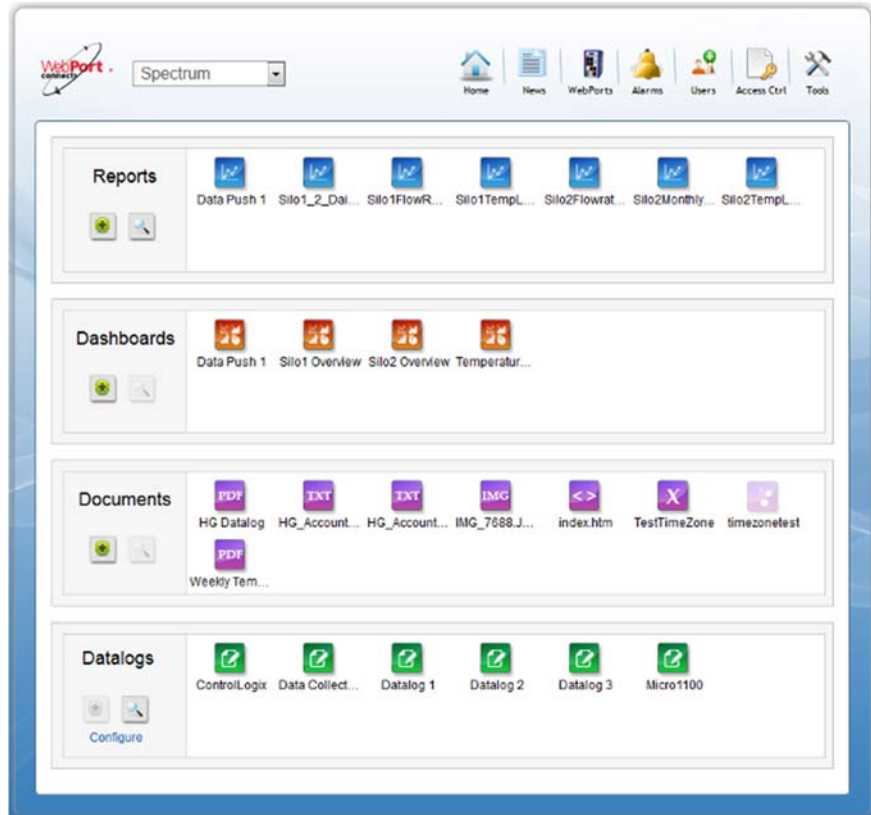 WebPort
connects
Spectrum
Home News WebPorts Alarms Users Access Ctrl Tools
Reports
Data Push 1 Silo1_2_Dai... Silo1FlowR... Silo1TempL... Silo2Flowrat... Silo2Monthly... Silo2TempL...
Dashboards
Data Push 1 Silo1 Overview Silo2 Overview Temperatur...
Documents
PDF TXT TXT IMG <> X
HG Datalog HG_Account... HG_Account... IMG_7688.J... index.htm TestTimeZone timezonetest
PDF
Weekly Tem...
Datalogs
ControlLogix Data Collect... Datalog 1 Datalog 2 Datalog 3 Micro1100
Configure